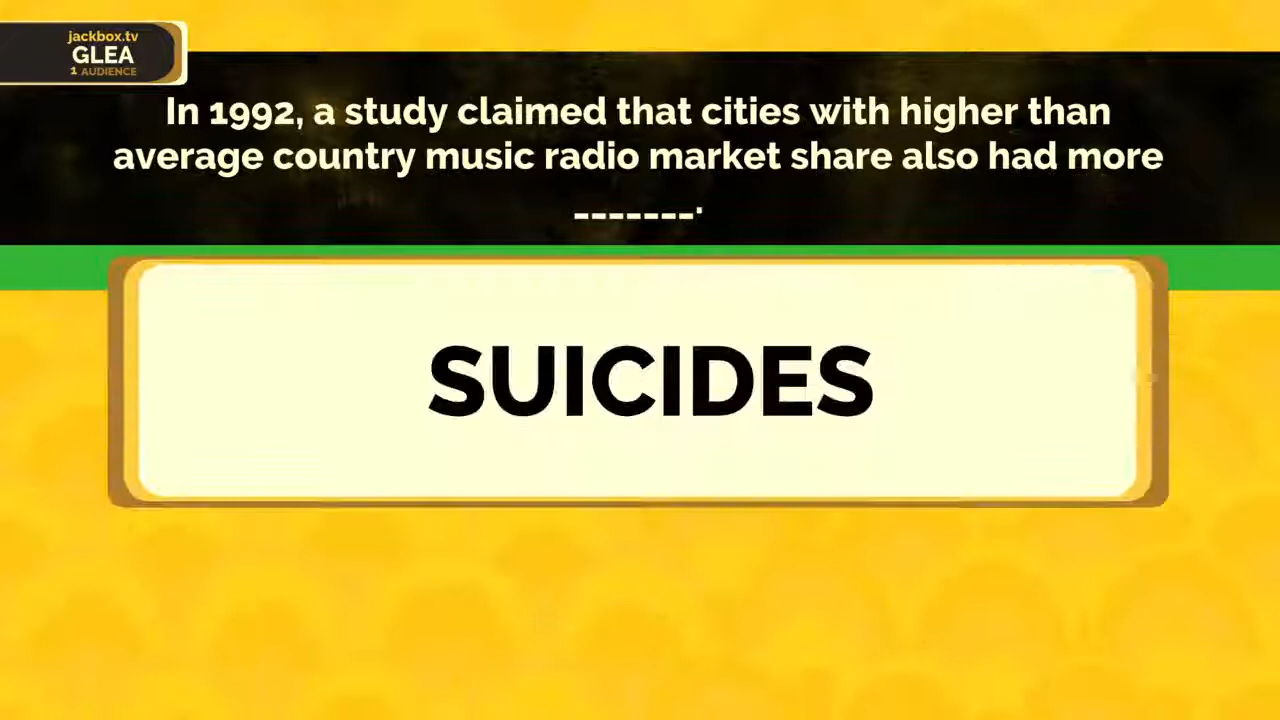 jackbox.tv
GLEA
1 AUDIENCE
In 1992, a study claimed that cities with higher than
average country music radio market share also had more
_______.
SUICIDES